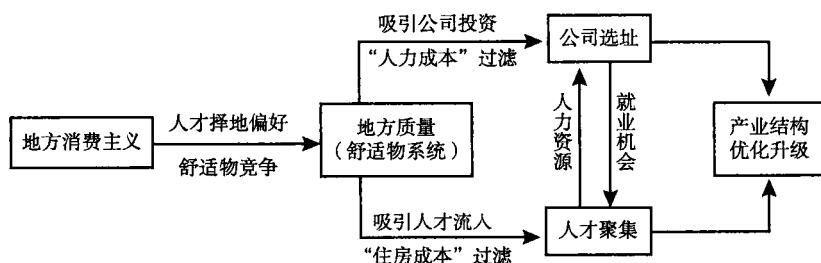 地方消费主义
人才择地偏好
舒适物竞争
地方质量
（舒适物系统）
吸引公司投资
“人力成本”过滤
吸引人才流入
“住房成本”过滤
公司选址
人力资源
就业机会
人才聚集
产业结构
优化升级